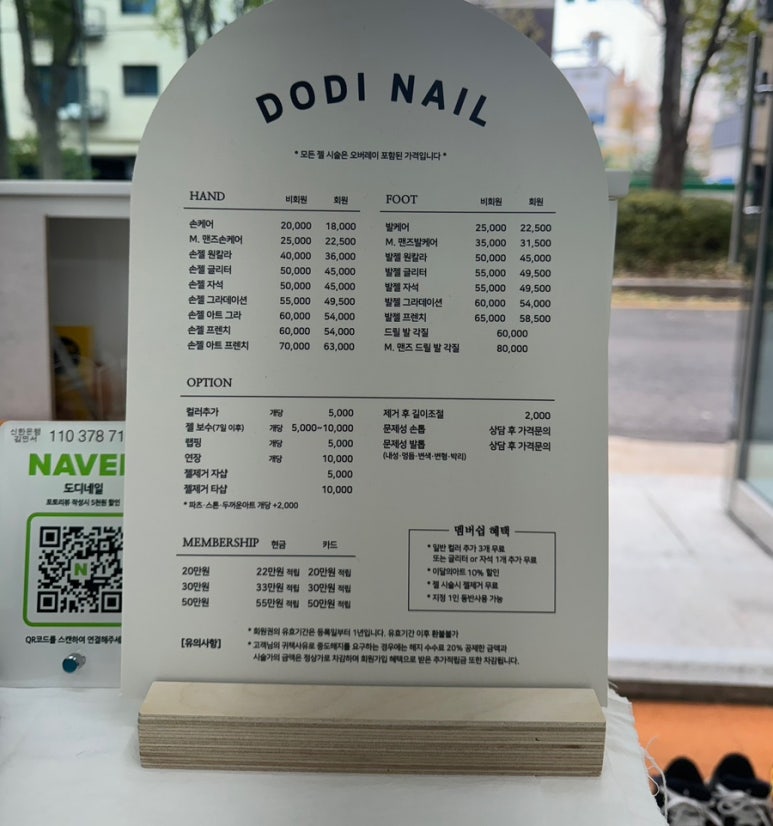 DODI NAIL
* 모든 젤 시술은 오버레이 포함된 가격입니다 *
HAND 비회원 회원
손케어 20,000 18,000
M. 맨즈손케어 25,000 22,500
손젤 원칼라 40,000 36,000
손젤 글리터 50,000 45,000
손젤 자석 50,000 45,000
손젤 그라데이션 55,000 49,500
손젤 아트 그라 60,000 54,000
손젤 프렌치 60,000 54,000
손젤 아트 프렌치 70,000 63,000
FOOT 비회원 회원
발케어 25,000 22,500
M. 맨즈발케어 35,000 31,500
발젤 원칼라 50,000 45,000
발젤 글리터 55,000 49,500
발젤 자석 55,000 49,500
발젤 그라데이션 60,000 54,000
발젤 프렌치 65,000 58,500
드릴 발 각질 60,000
M. 맨즈 드릴 발 각질 80,000
OPTION
컬러추가 개당 5,000
젤 보수(7일 이후) 개당 5,000~10,000
랩핑 개당 5,000
연장 개당 10,000
젤제거 자샵 5,000
젤제거 타샵 10,000
* 파츠·스톤·두꺼운아트 개당 +2,000
제거 후 길이조절 2,000
문제성 손톱 상담 후 가격문의
문제성 발톱 상담 후 가격문의
(내성·멍듬·변색·변형·박리)
MEMBERSHIP 현금 카드
20만원 22만원 적립 20만원 적립
30만원 33만원 적립 30만원 적립
50만원 55만원 적립 50만원 적립
멤버쉽 혜택
* 일반 컬러 추가 3개 무료
또는 글리터 or 자석 1개 추가 무료
* 이달의아트 10% 할인
* 젤 시술시 젤제거 무료
* 지정 1인 동반사용 가능
[유의사항]
* 회원권의 유효기간은 등록일부터 1년입니다. 유효기간 이후 환불불가
* 고객님의 귀책사유로 중도해지를 요구하는 경우에는 해지 수수료 20% 공제한 금액과
시술가의 금액은 정상가로 차감하며 회원가입 혜택으로 받은 추가적립금 또한 차감됩니다.
신한은행
김민서
110 378 71
NAVE
도디네일
포토리뷰 작성시 5천원 할인
N
QR코드를 스캔하여 연결해주세